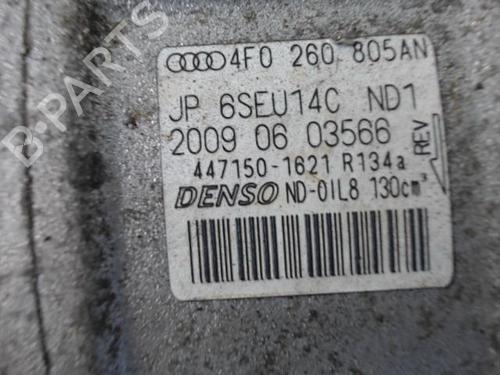 4F0 260 805AN
JP 6SEU14C ND1
2009 06 03566
REV
447150-1621 R134a
DENSO ND-OIL8 130cm³
B-PARTS